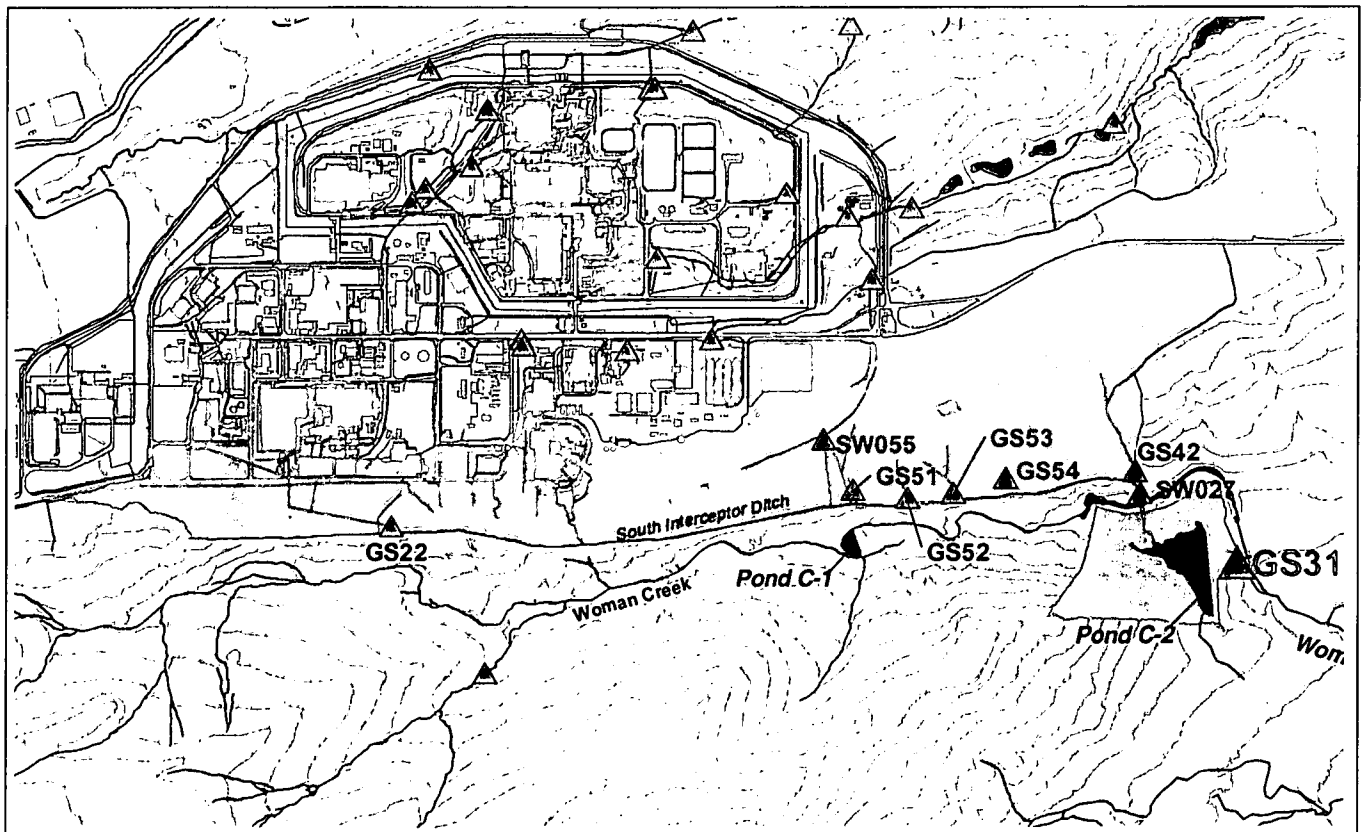 SW055
GS53
GS42
GS51
GS54
SW027
South Interceptor Ditch
GS22
GS52
GS31
Pond C-1
Woman Creek
Pond C-2
Wom